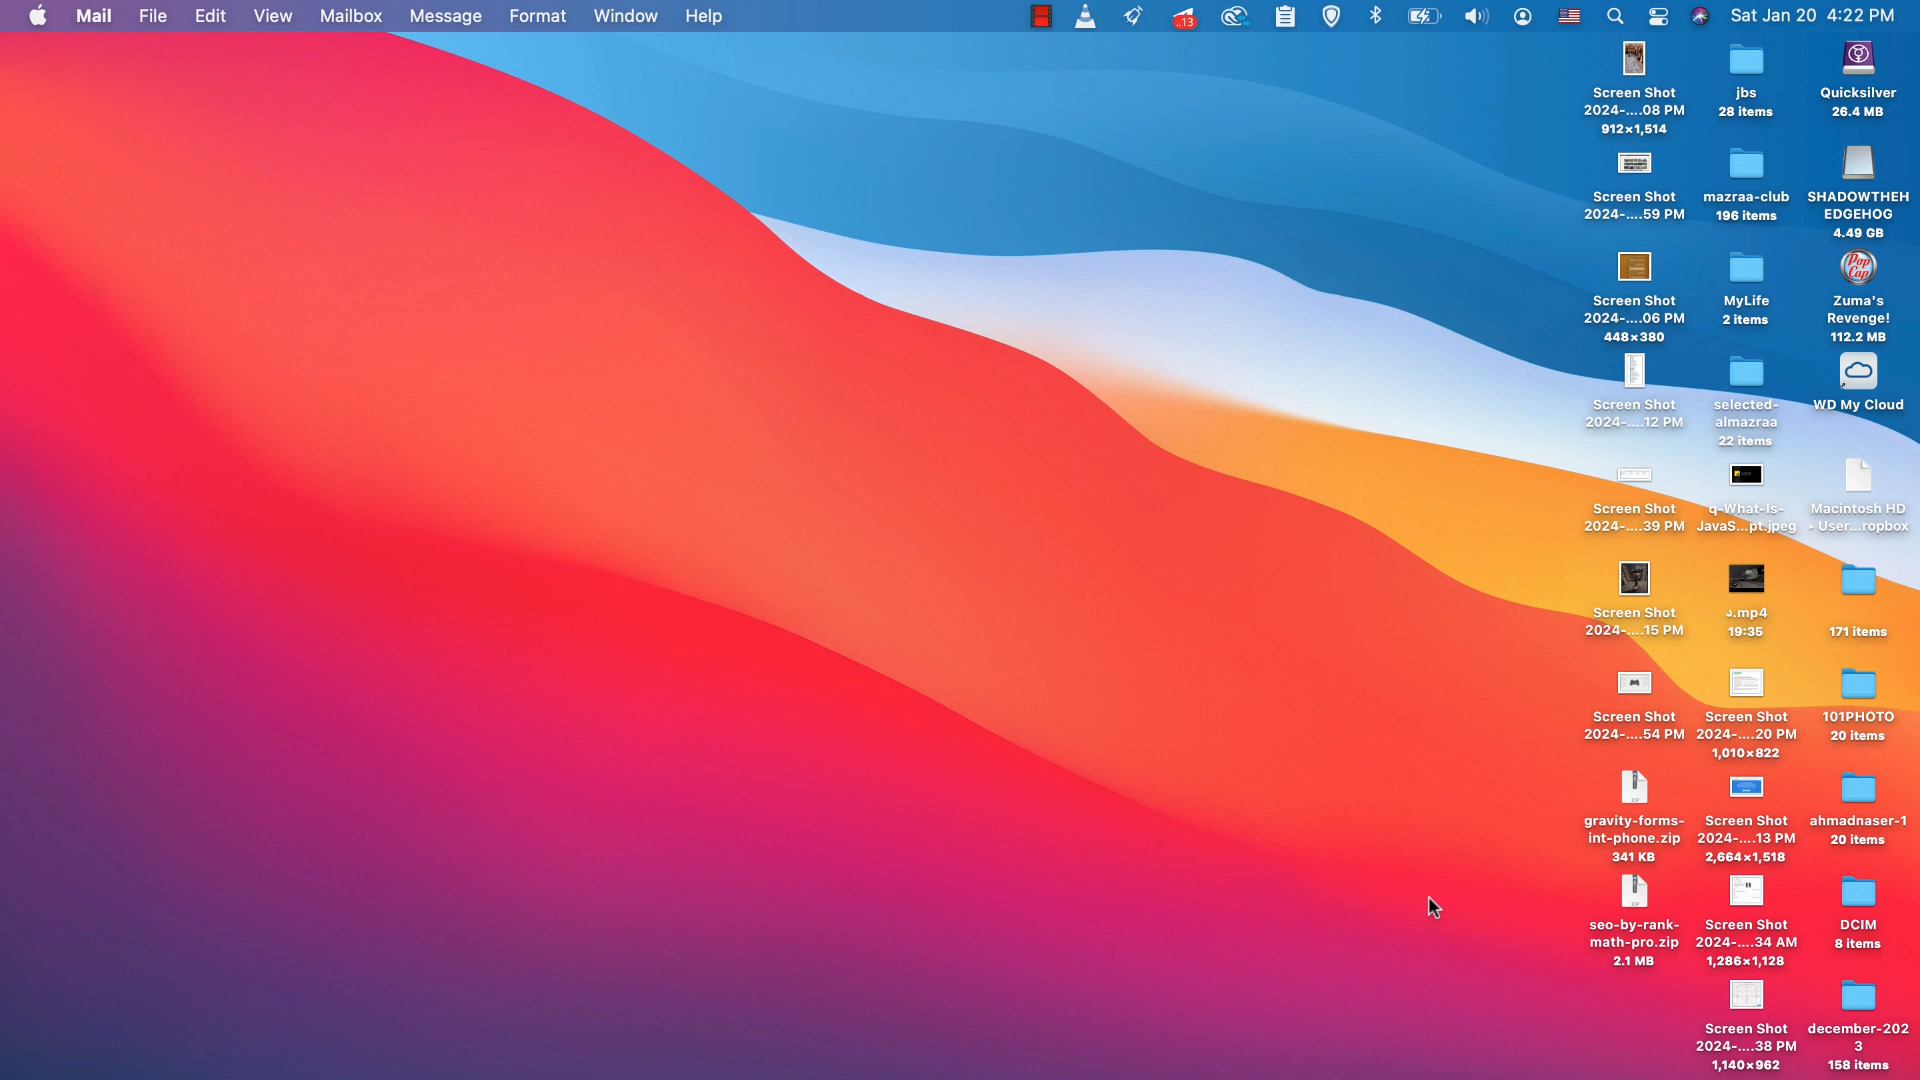 Mail File Edit View Mailbox Message Format Window Help
..13
Sat Jan 20 4:22 PM
Screen Shot
2024-....08 PM
912×1,514
jbs
28 items
Quicksilver
26.4 MB
Screen Shot
2024-....59 PM
mazraa-club
196 items
SHADOWTHEH
EDGEHOG
4.49 GB
Screen Shot
2024-....06 PM
448×380
MyLife
2 items
Pop
Cap
Zuma's
Revenge!
112.2 MB
Screen Shot
2024-....12 PM
selected-
almazraa
22 items
WD My Cloud
Screen Shot
2024-....39 PM
q-What-Is-
JavaS...pt.jpeg
Macintosh HD
▸ User...ropbox
Screen Shot
2024-....15 PM
د.mp4
19:35
171 items
Screen Shot
2024-....54 PM
Screen Shot
2024-....20 PM
1,010×822
101PHOTO
20 items
ZIP
gravity-forms-
int-phone.zip
341 KB
Screen Shot
2024-....13 PM
2,664×1,518
ahmadnaser-1
20 items
ZIP
seo-by-rank-
math-pro.zip
2.1 MB
Screen Shot
2024-....34 AM
1,286×1,128
DCIM
8 items
Screen Shot
2024-....38 PM
1,140×962
december-202
3
158 items